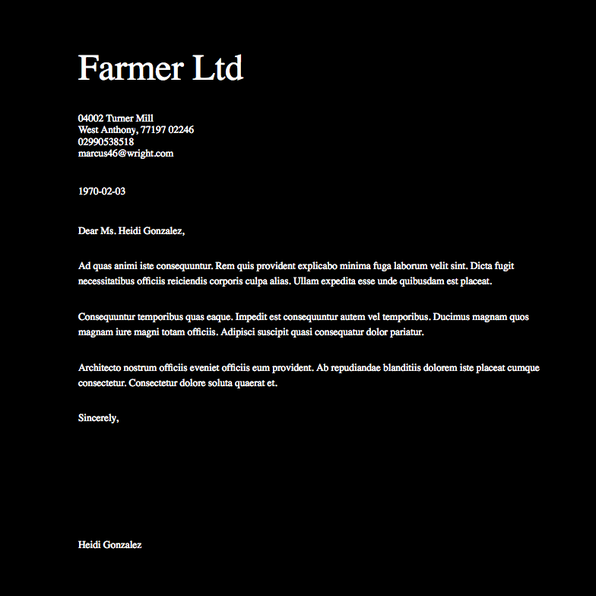 Farmer Ltd
04002 Turner Mill
West Anthony, 77197 02246
02990538518
marcus46@wright.com
1970-02-03
Dear Ms. Heidi Gonzalez,
Ad quas animi iste consequuntur. Rem quis provident explicabo minima fuga laborum velit sint. Dicta fugit
necessitatibus officiis reiciendis corporis culpa alias. Ullam expedita esse unde quibusdam est placeat.
Consequuntur temporibus quas eaque. Impedit est consequuntur autem vel temporibus. Ducimus magnam quos
magnam iure magni totam officiis. Adipisci suscipit quasi consequatur dolor pariatur.
Architecto nostrum officiis eveniet officiis eum provident. Ab repudiandae blanditiis dolorem iste placeat cumque
consectetur. Consectetur dolore soluta quaerat et.
Sincerely,
Heidi Gonzalez